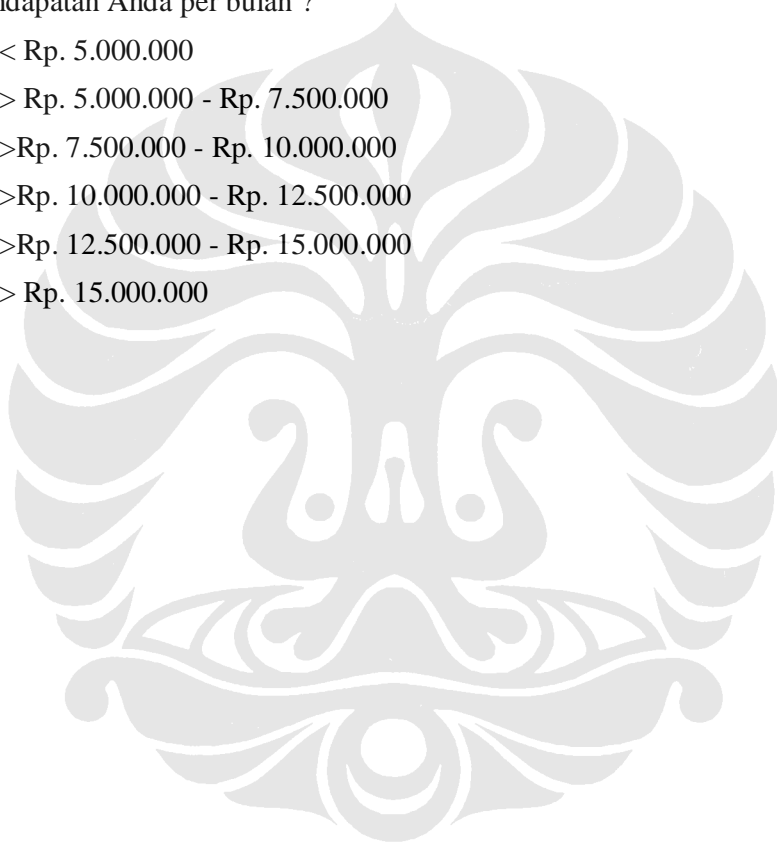 ndapatan Anda per bulan ?
< Rp. 5.000.000
> Rp. 5.000.000 - Rp. 7.500.000
>Rp. 7.500.000 - Rp. 10.000.000
>Rp. 10.000.000 - Rp. 12.500.000
>Rp. 12.500.000 - Rp. 15.000.000
> Rp. 15.000.000